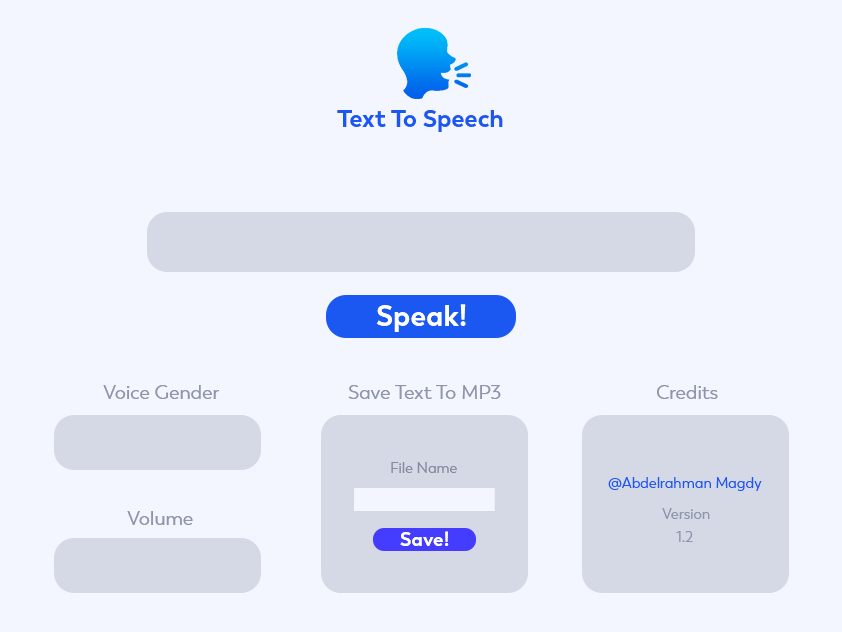 Text To Speech
Speak!
Voice Gender
Volume
Save Text To MP3
File Name
Save!
Credits
@Abdelrahman Magdy
Version
1.2